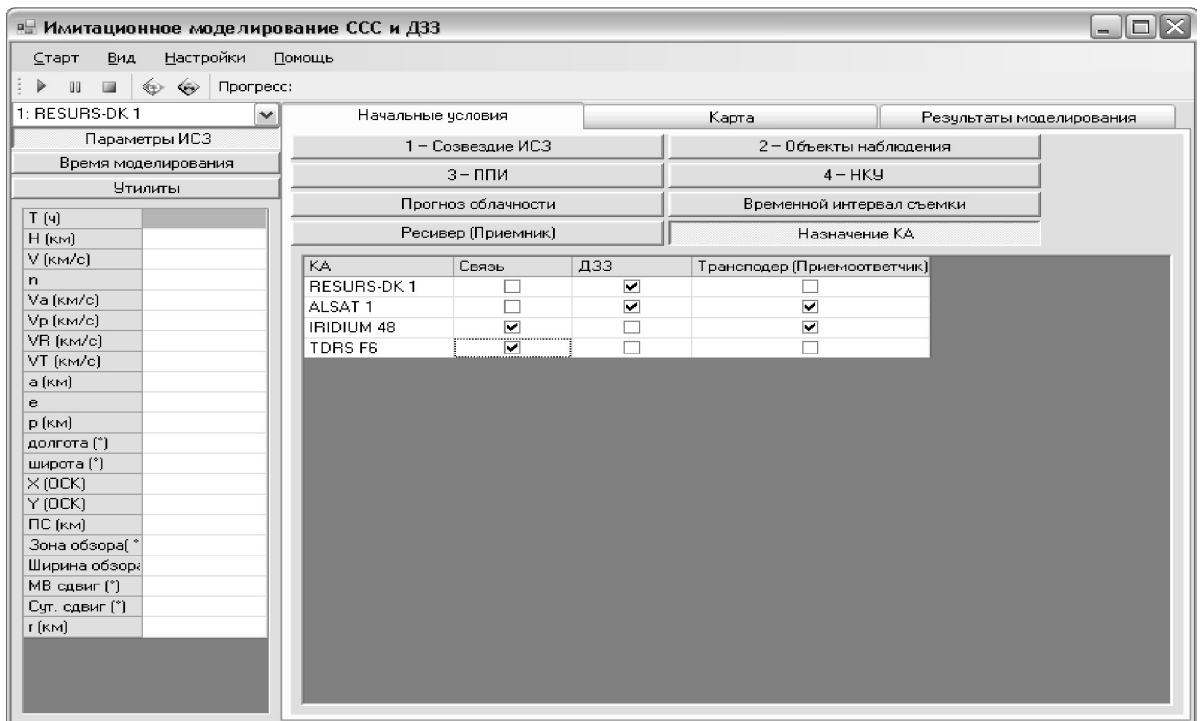 Имитационное моделирование ССС и ДЗЗ
Старт Вид Настройки Помощь
Прогресс:
1: RESURS-DK 1
Параметры ИСЗ
Время моделирования
Утилиты
T (ч)
H (км)
V (км/с)
n
Va (км/с)
Vp (км/с)
VR (км/с)
VT (км/с)
a (км)
e
p (км)
долгота (°)
широта (°)
X (ОСК)
Y (ОСК)
ПС (км)
Зона обзора( °
Ширина обзора
МВ сдвиг (°)
Сут. сдвиг (°)
r (км)
Начальные условия Карта Результаты моделирования
1 – Созвездие ИСЗ 2 – Объекты наблюдения
3 – ППИ 4 – НКУ
Прогноз облачности Временной интервал съемки
Ресивер (Приемник) Назначение КА
КА Связь ДЗЗ Трансподер (Приемоответчик)
RESURS-DK 1
ALSAT 1
IRIDIUM 48
TDRS F6